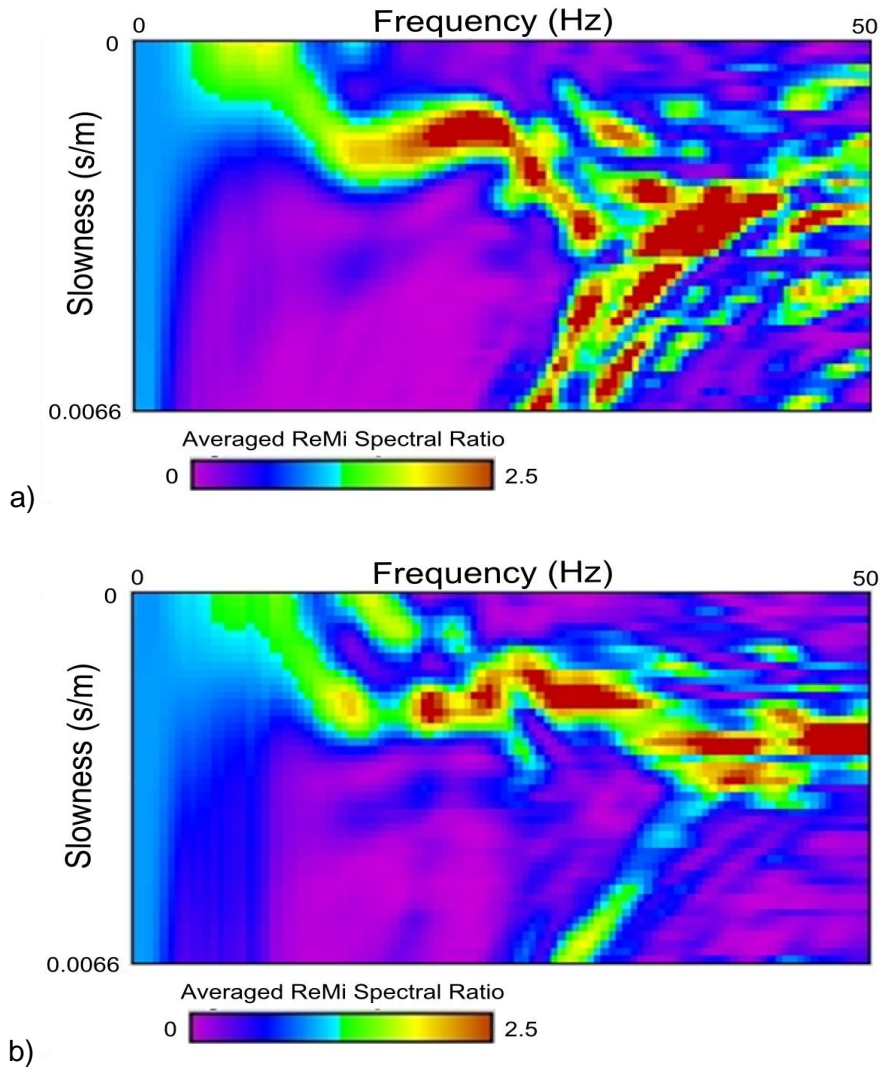 Frequency (Hz)
0
50
0
Slowness (s/m)
0.0066
Averaged ReMi Spectral Ratio
0
2.5
a)
Frequency (Hz)
0
50
0
Slowness (s/m)
0.0066
Averaged ReMi Spectral Ratio
0
2.5
b)